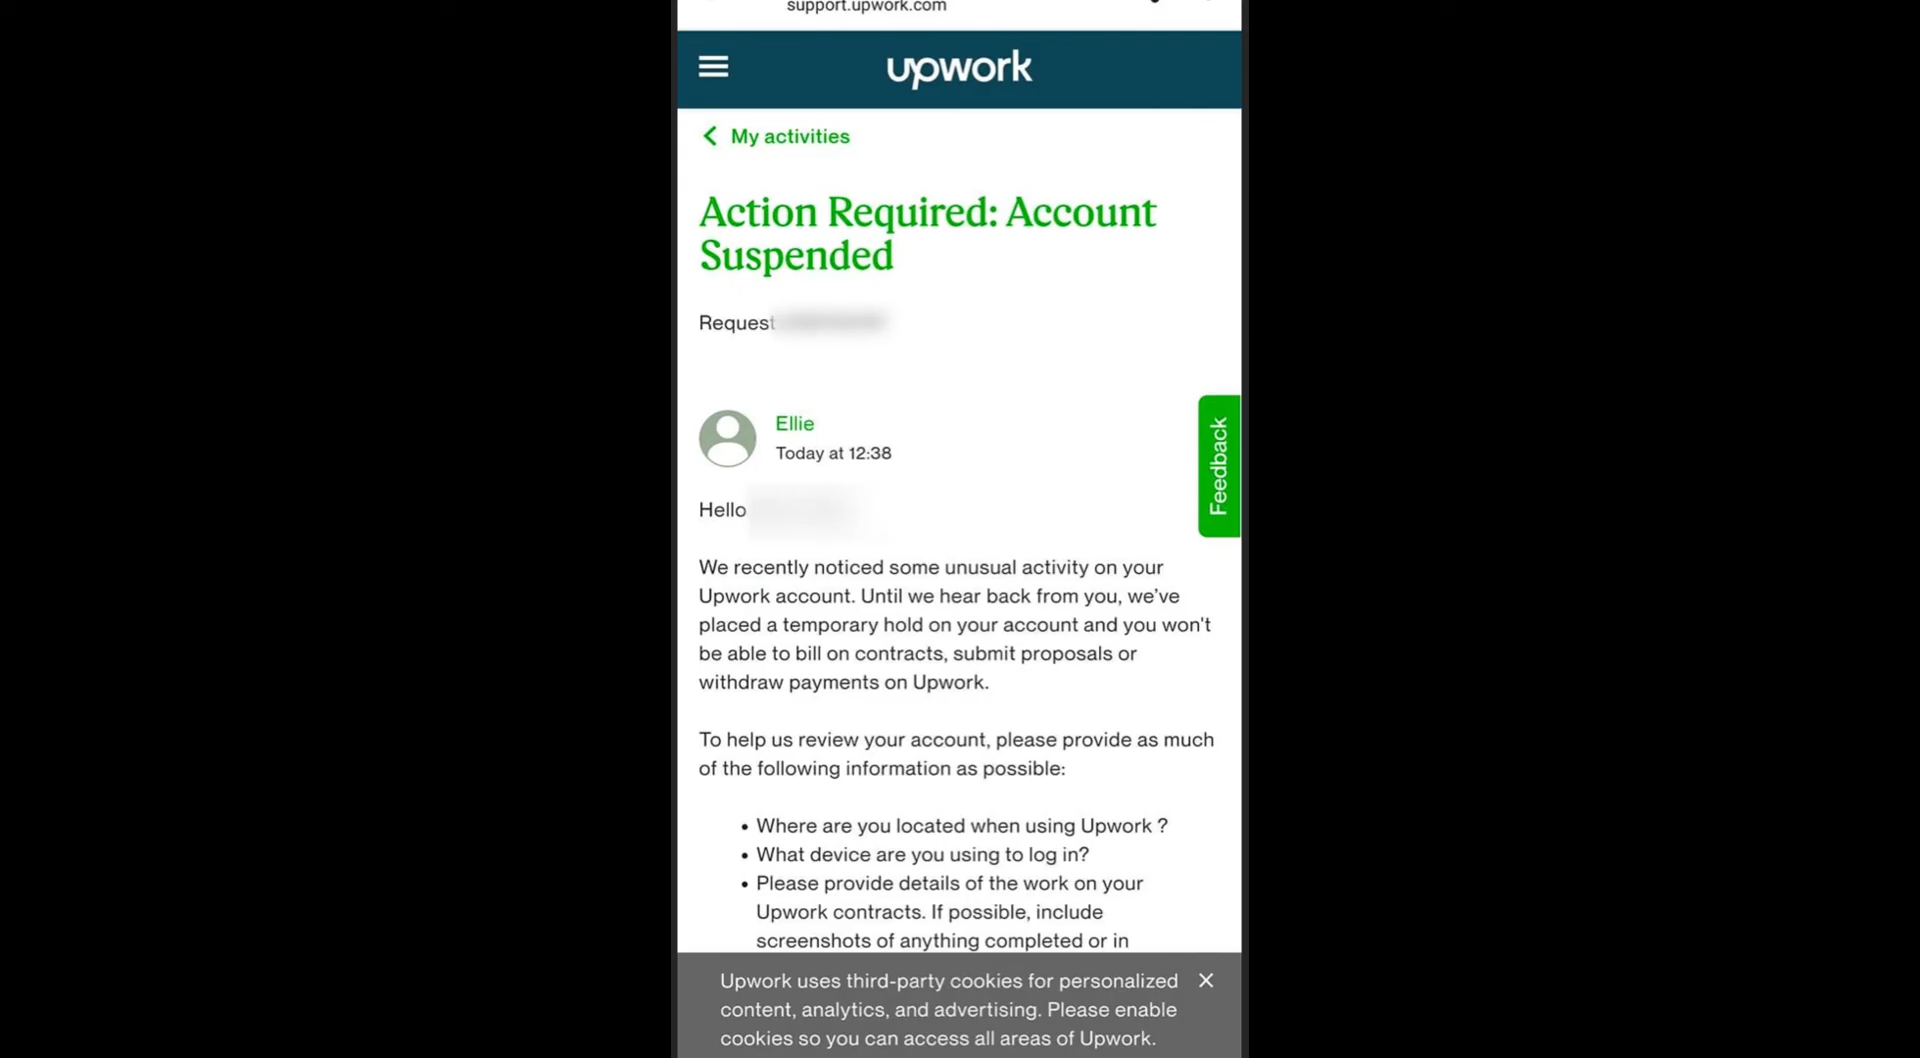 support.upwork.com
upwork
My activities
Action Required: Account
Suspended
Request
Ellie
Today at 12:38
Hello
We recently noticed some unusual activity on your
Upwork account. Until we hear back from you, we’ve
placed a temporary hold on your account and you won't
be able to bill on contracts, submit proposals or
withdraw payments on Upwork.
To help us review your account, please provide as much
of the following information as possible:
• Where are you located when using Upwork ?
• What device are you using to log in?
• Please provide details of the work on your
Upwork contracts. If possible, include
screenshots of anything completed or in
Feedback
Upwork uses third-party cookies for personalized
content, analytics, and advertising. Please enable
cookies so you can access all areas of Upwork.